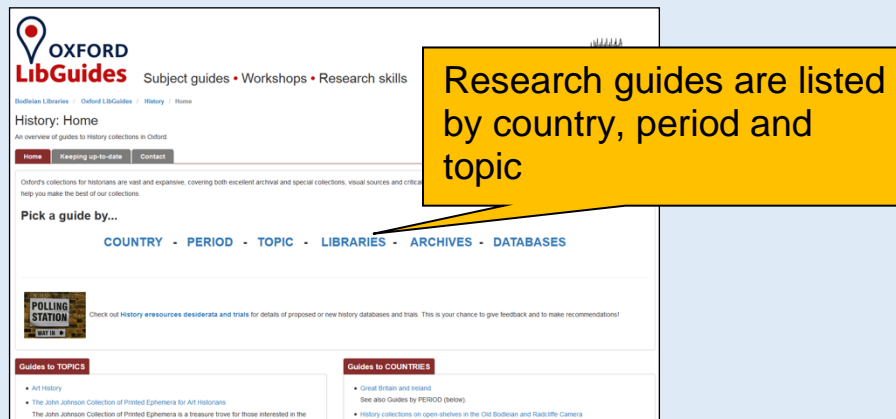 OXFORD
LibGuides
Subject guides • Workshops • Research skills
Bodleian Libraries / Oxford LibGuides / History / Home
History: Home
An overview of guides to History collections in Oxford.
Home Keeping up-to-date Contact
Research guides are listed
by country, period and
topic
Oxford's collections for historians are vast and expansive, covering both excellent archival and special collections, visual sources and critical
help you make the best of our collections.
Pick a guide by...
COUNTRY - PERIOD - TOPIC - LIBRARIES - ARCHIVES - DATABASES
POLLING
STATION
WAY IN
Check out History eresources desiderata and trials for details of proposed or new history databases and trials. This is your chance to give feedback and to make recommendations!
Guides to TOPICS
• Art History
• The John Johnson Collection of Printed Ephemera for Art Historians
The John Johnson Collection of Printed Ephemera is a treasure trove for those interested in the
Guides to COUNTRIES
• Great Britain and Ireland
See also Guides by PERIOD (below).
• History collections on open-shelves in the Old Bodleian and Radcliffe Camera